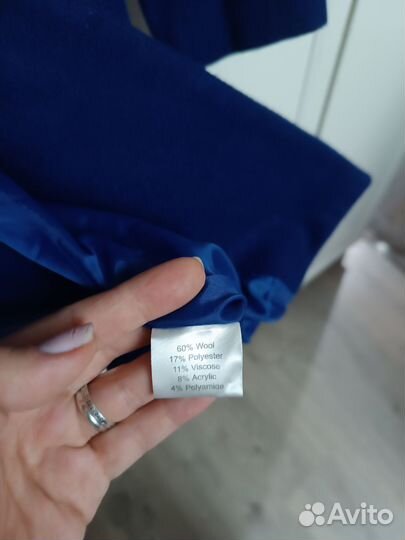 60% Wool
17% Polyester
11% Viscose
8% Acrylic
4% Polyamide
Avito